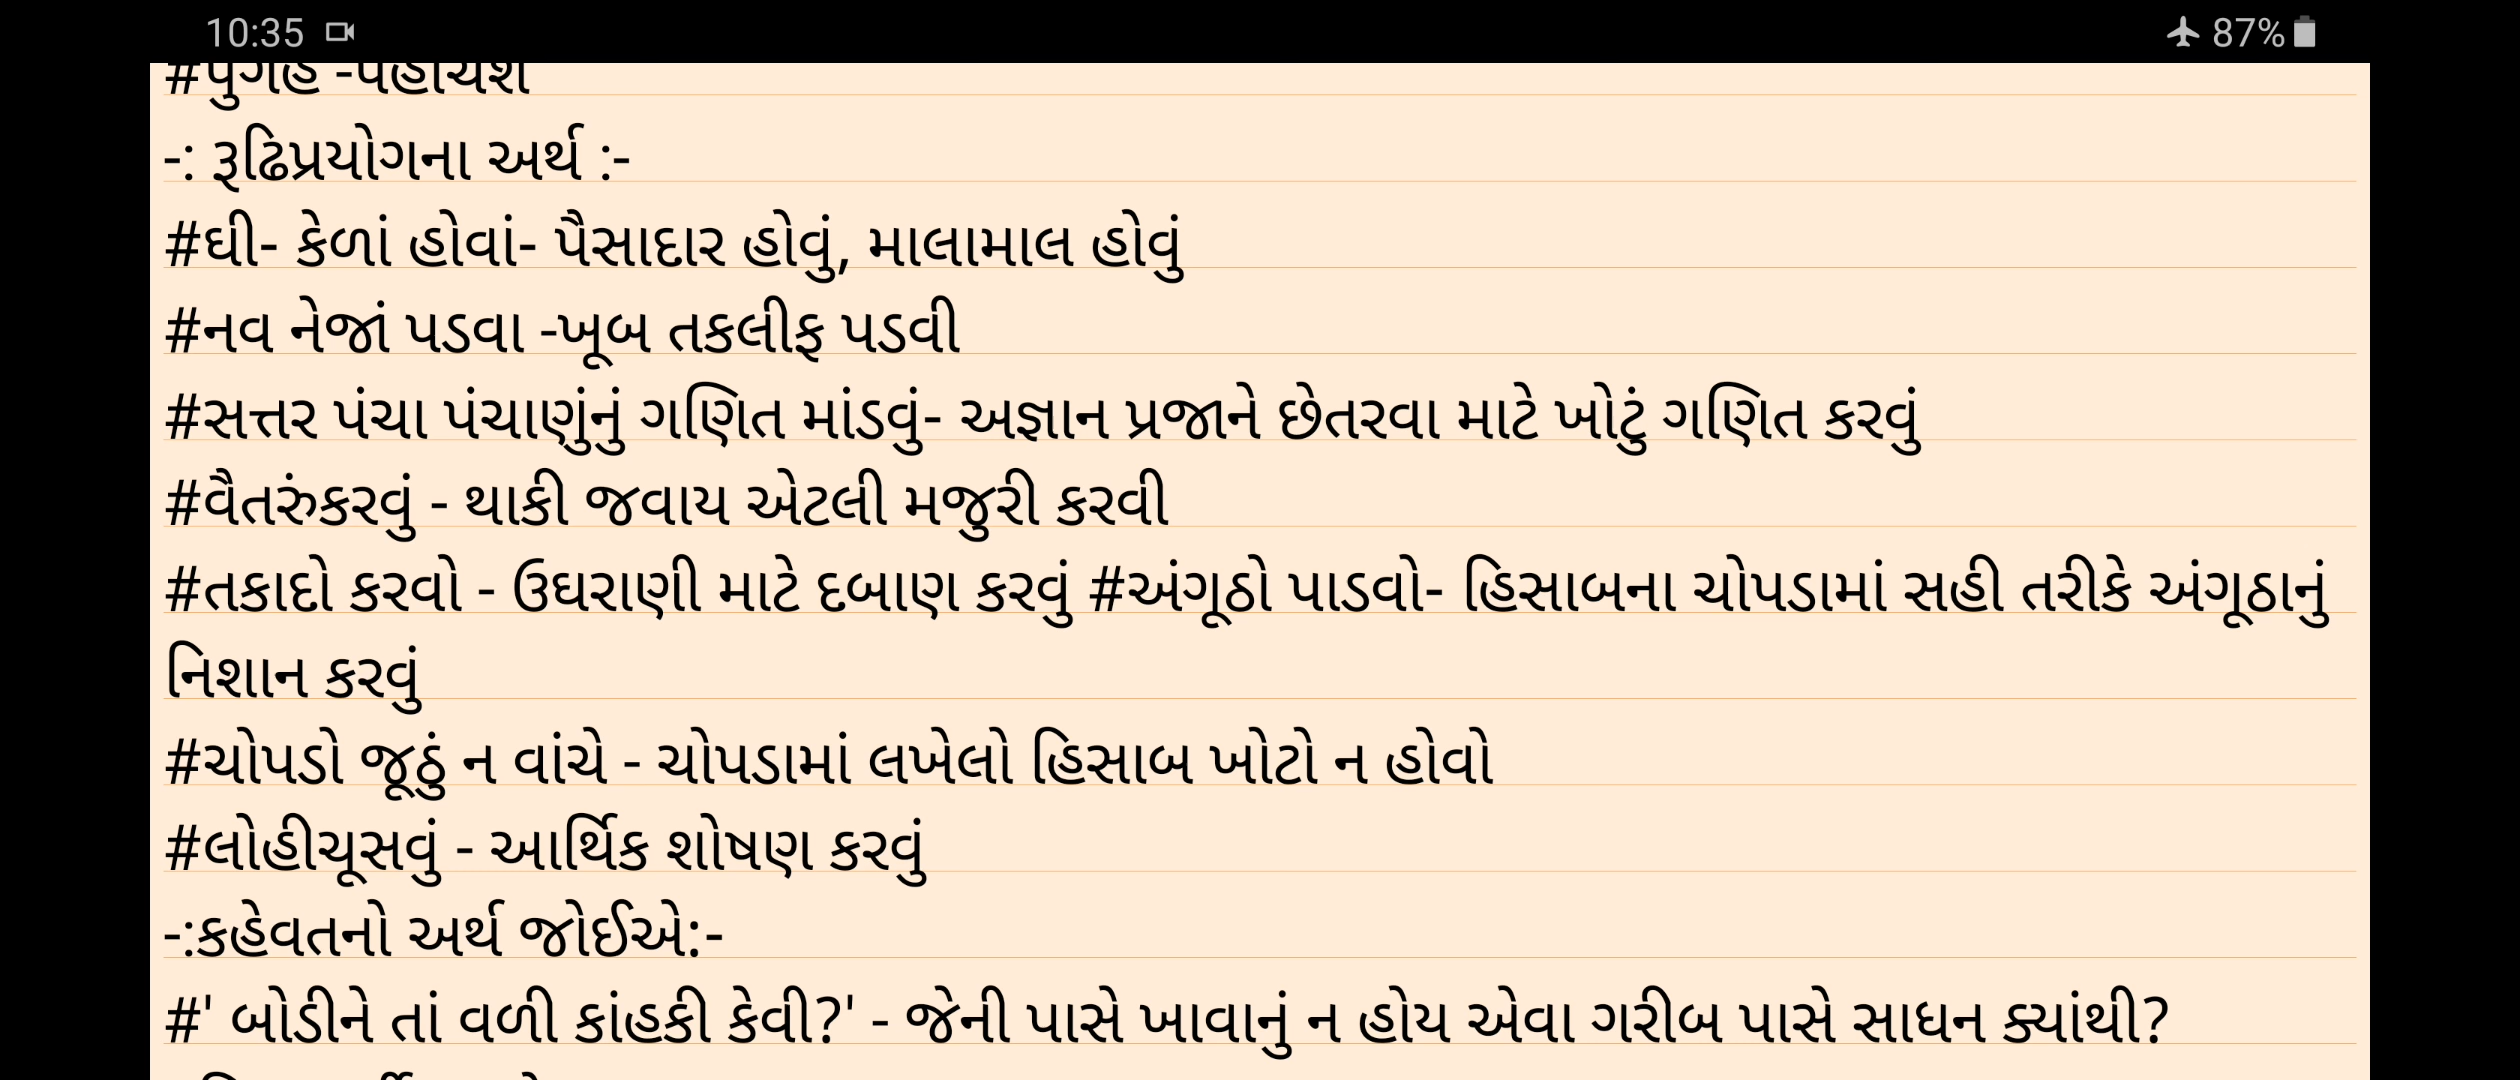 10:35 87%
#પુગાહે -પહોંચશે
-: રૂઢિપ્રયોગના અર્થ :-
#ઘી- કેળાં હોવાં- પૈસાદાર હોવું, માલામાલ હોવું
#નવ નેજાં પડવા -ખૂબ તકલીફ પડવી
#સત્તર પંચા પંચાણુંનું ગણિત માંડવું- અજ્ઞાન પ્રજાને છેતરવા માટે ખોટું ગણિત કરવું
#વૈતરુંકરવું - થાકી જવાય એટલી મજુરી કરવી
#તકાદો કરવો - ઉઘરાણી માટે દબાણ કરવું #અંગૂઠો પાડવો- હિસાબના ચોપડામાં સહી તરીકે અંગૂઠાનું
નિશાન કરવું
#ચોપડો જૂઠું ન વાંચે - ચોપડામાં લખેલો હિસાબ ખોટો ન હોવો
#લોહીચૂસવું - આર્થિક શોષણ કરવું
-:કહેવતનો અર્થ જોઈએ:-
#' બોડીને તાં વળી કાંહકી કેવી?' - જેની પાસે ખાવાનું ન હોય એવા ગરીબ પાસે સાધન ક્યાંથી?